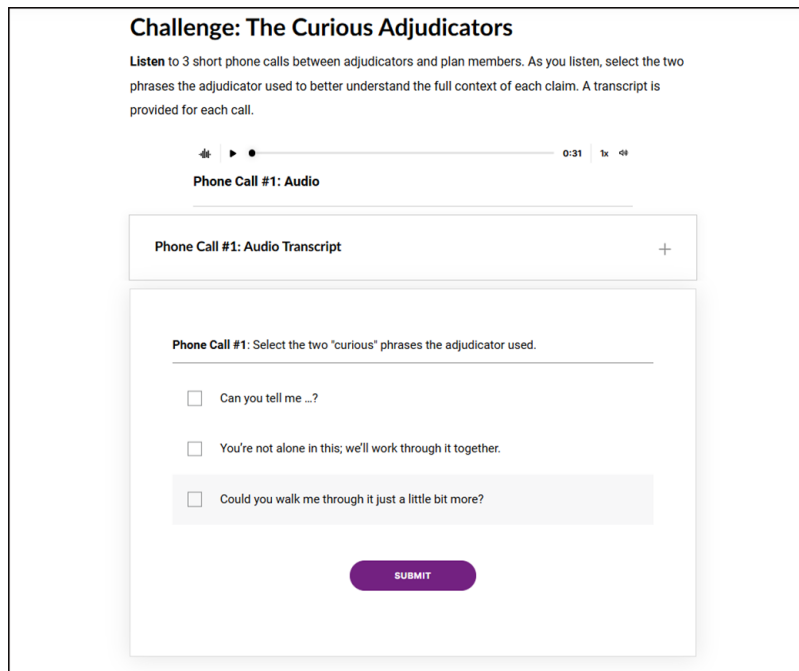 Challenge: The Curious Adjudicators
Listen to 3 short phone calls between adjudicators and plan members. As you listen, select the two
phrases the adjudicator used to better understand the full context of each claim. A transcript is
provided for each call.
0:31 1x
Phone Call #1: Audio
Phone Call #1: Audio Transcript
Phone Call #1: Select the two "curious" phrases the adjudicator used.
Can you tell me ...?
You’re not alone in this; we’ll work through it together.
Could you walk me through it just a little bit more?
SUBMIT